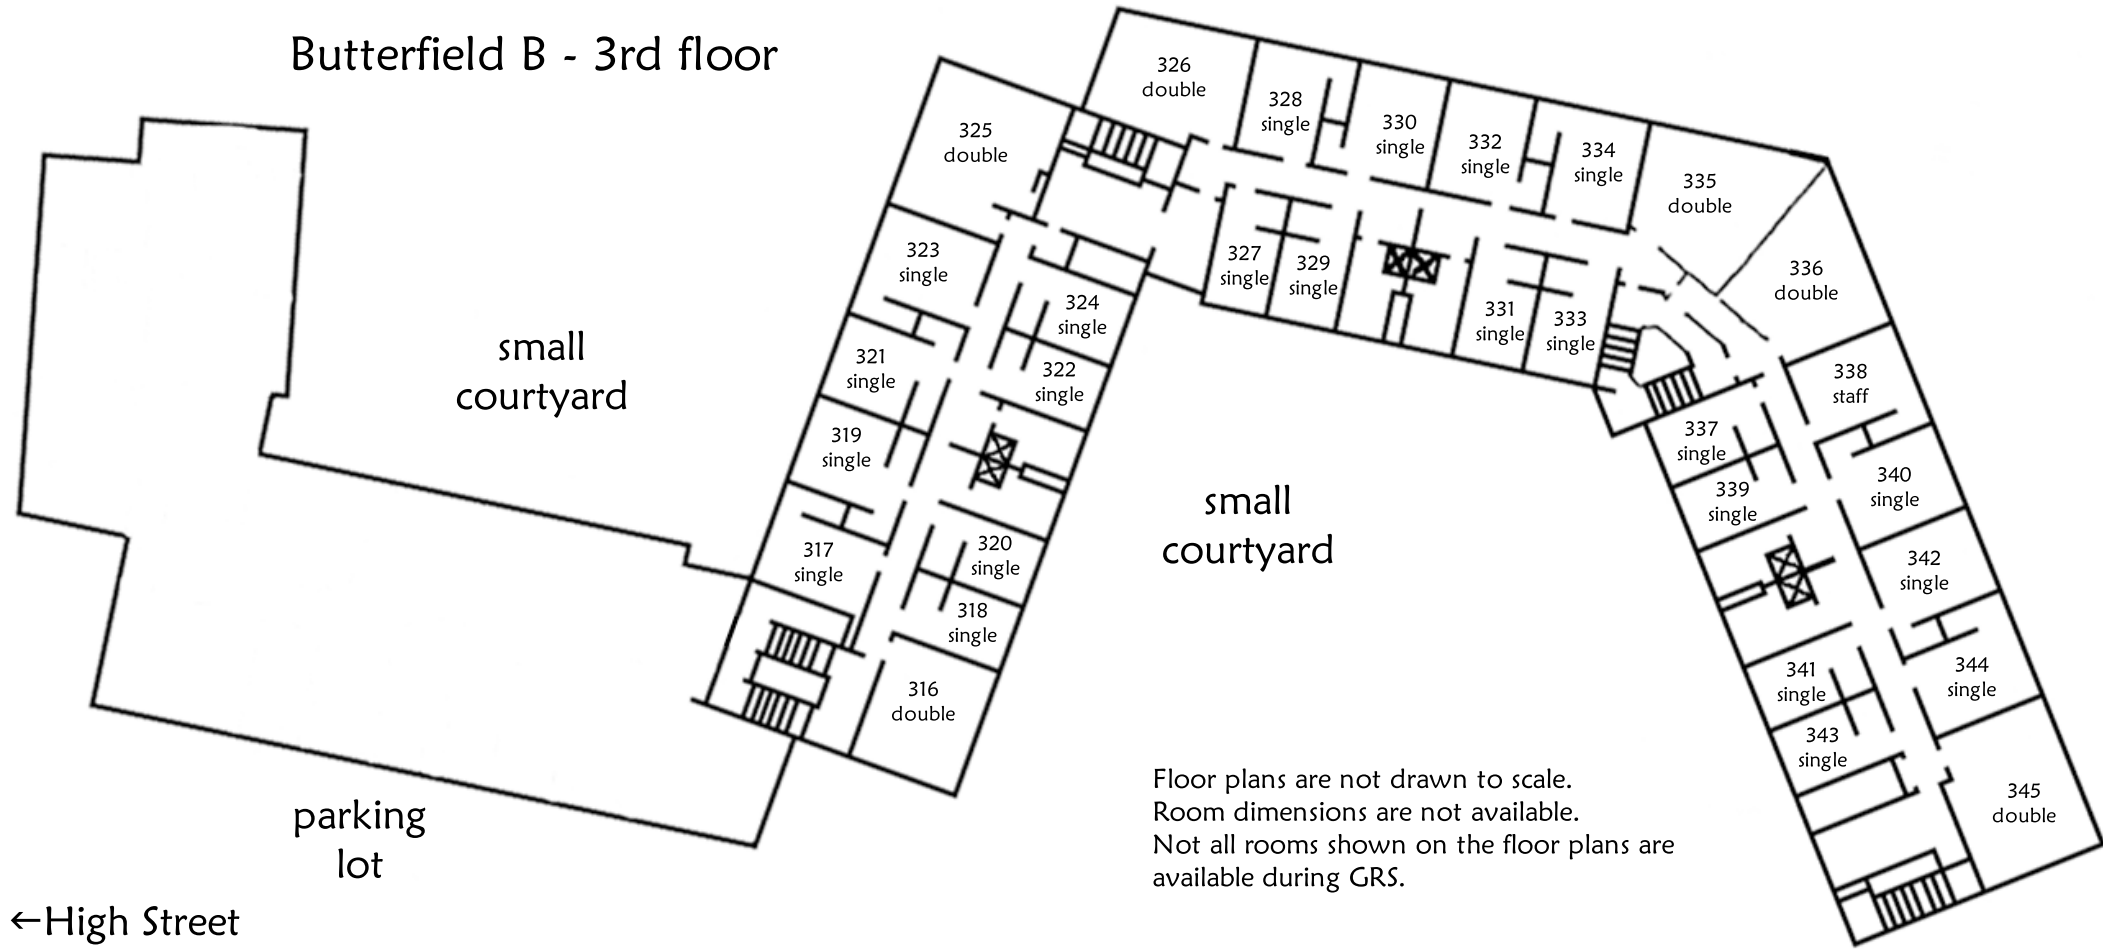 Butterfield B - 3rd floor
326
double
325
double
328
single
330
single
332
single
334
single
335
double
336
double
323
single
324
single
327
single
329
single
331
single
333
single
321
single
322
single
338
staff
319
single
337
single
339
single
340
single
small
courtyard
small
courtyard
317
single
320
single
318
single
342
single
316
double
341
single
344
single
343
single
345
double
parking
lot
Floor plans are not drawn to scale.
Room dimensions are not available.
Not all rooms shown on the floor plans are
available during GRS.
←High Street